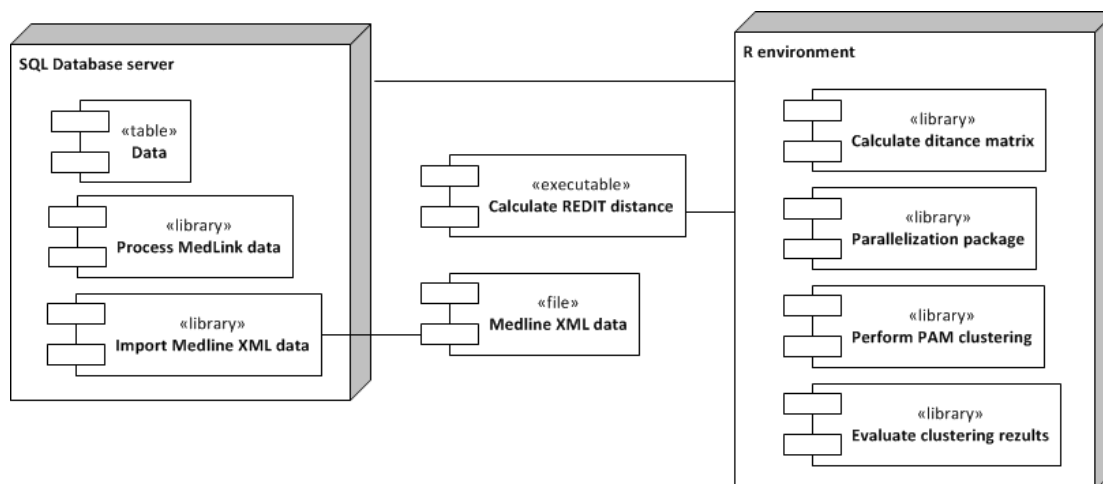 SQL Database server
«table»
Data
«library»
Process MedLink data
«library»
Import Medline XML data
«executable»
Calculate REDIT distance
«file»
Medline XML data
R environment
«library»
Calculate ditance matrix
«library»
Parallelization package
«library»
Perform PAM clustering
«library»
Evaluate clustering rezults